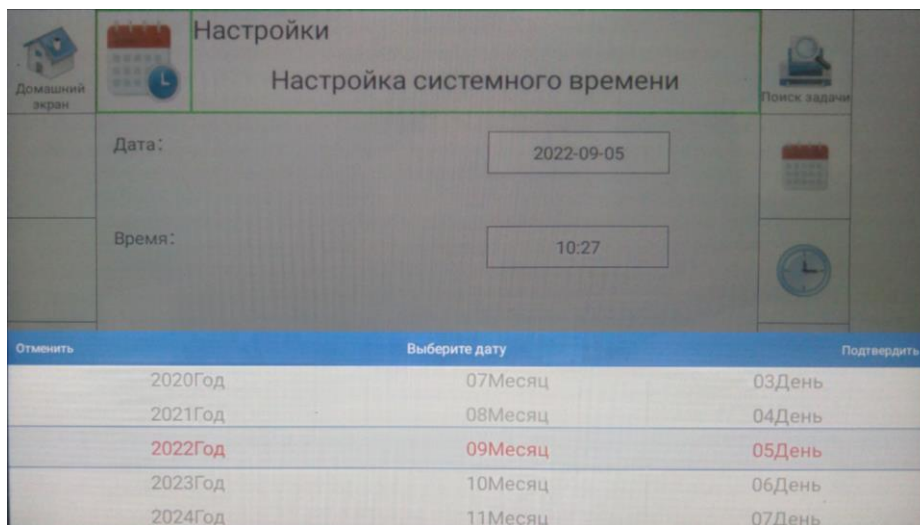 Настройки
Настройка системного времени
Домашний
экран
Поиск задачи
Дата:
2022-09-05
Время:
10:27
Отменить
Выберите дату
Подтвердить
2020Год 07Месяц 03День
2021Год 08Месяц 04День
2022Год 09Месяц 05День
2023Год 10Месяц 06День
2024Год 11Месяц 07День